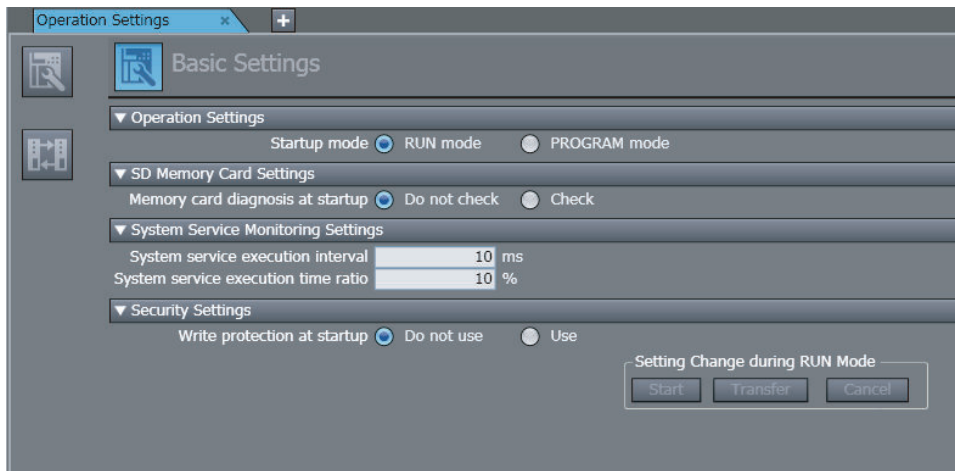 Operation Settings × +
Basic Settings
▼ Operation Settings
Startup mode RUN mode PROGRAM mode
▼ SD Memory Card Settings
Memory card diagnosis at startup Do not check Check
▼ System Service Monitoring Settings
System service execution interval 10 ms
System service execution time ratio 10 %
▼ Security Settings
Write protection at startup Do not use Use
Setting Change during RUN Mode
Start Transfer Cancel